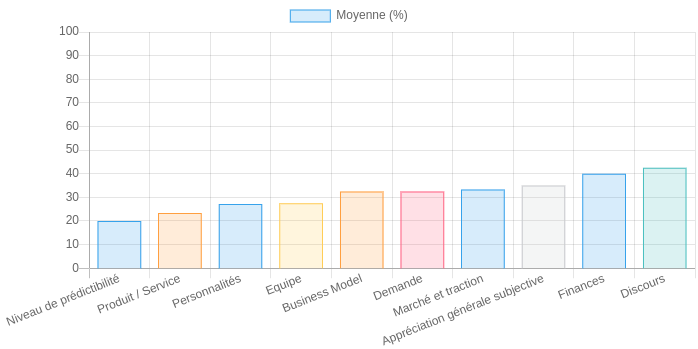 Moyenne (%)
100
90
80
70
60
50
40
30
20
10
0
Niveau de prédictibilité
Produit / Service
Personnalités
Equipe
Business Model
Demande
Marché et traction
Appréciation générale subjective
Finances
Discours